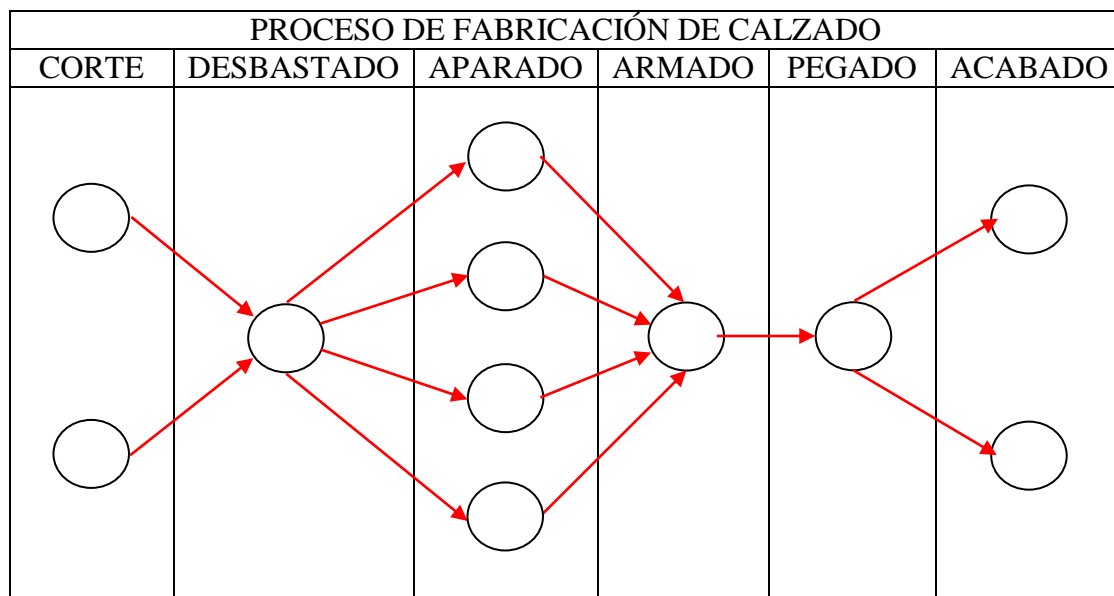 PROCESO DE FABRICACIÓN DE CALZADO
CORTE DESBASTADO APARADO ARMADO PEGADO ACABADO